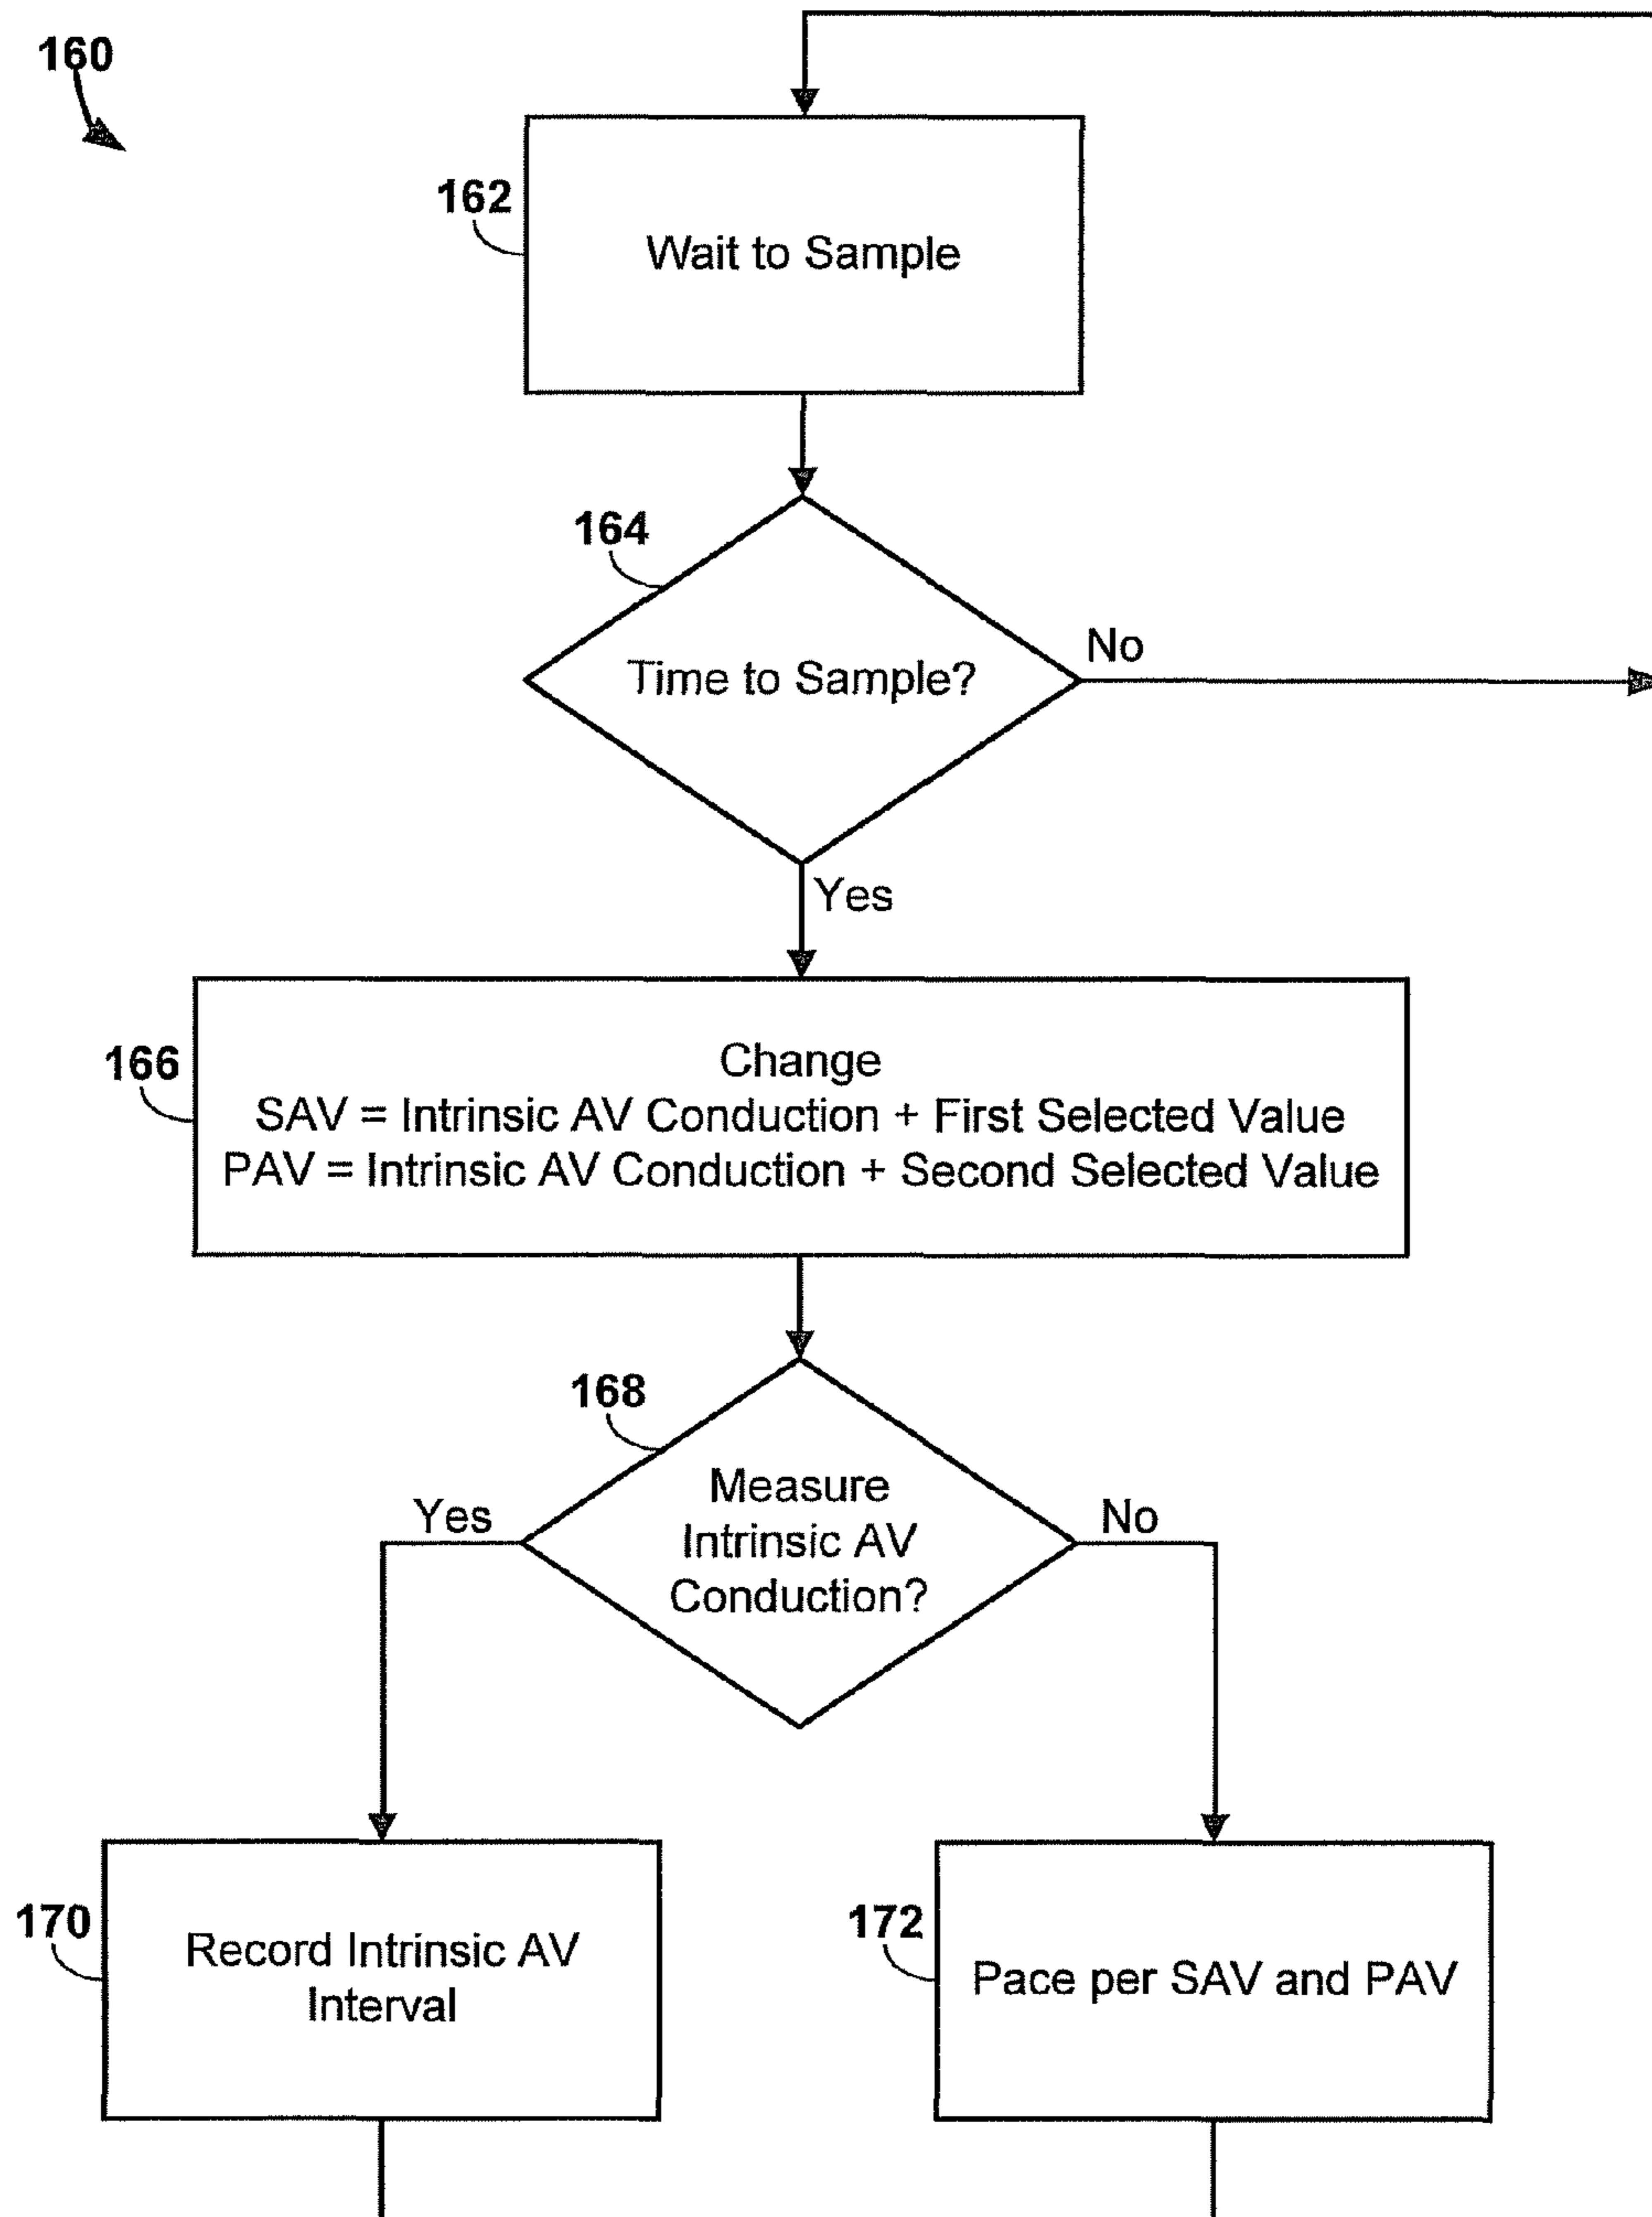 160
162
Wait to Sample
164
Time to Sample?
No
Yes
166
Change
SAV = Intrinsic AV Conduction + First Selected Value
PAV = Intrinsic AV Conduction + Second Selected Value
168
Measure
Intrinsic AV
Conduction?
Yes
No
170
Record Intrinsic AV
Interval
172
Pace per SAV and PAV